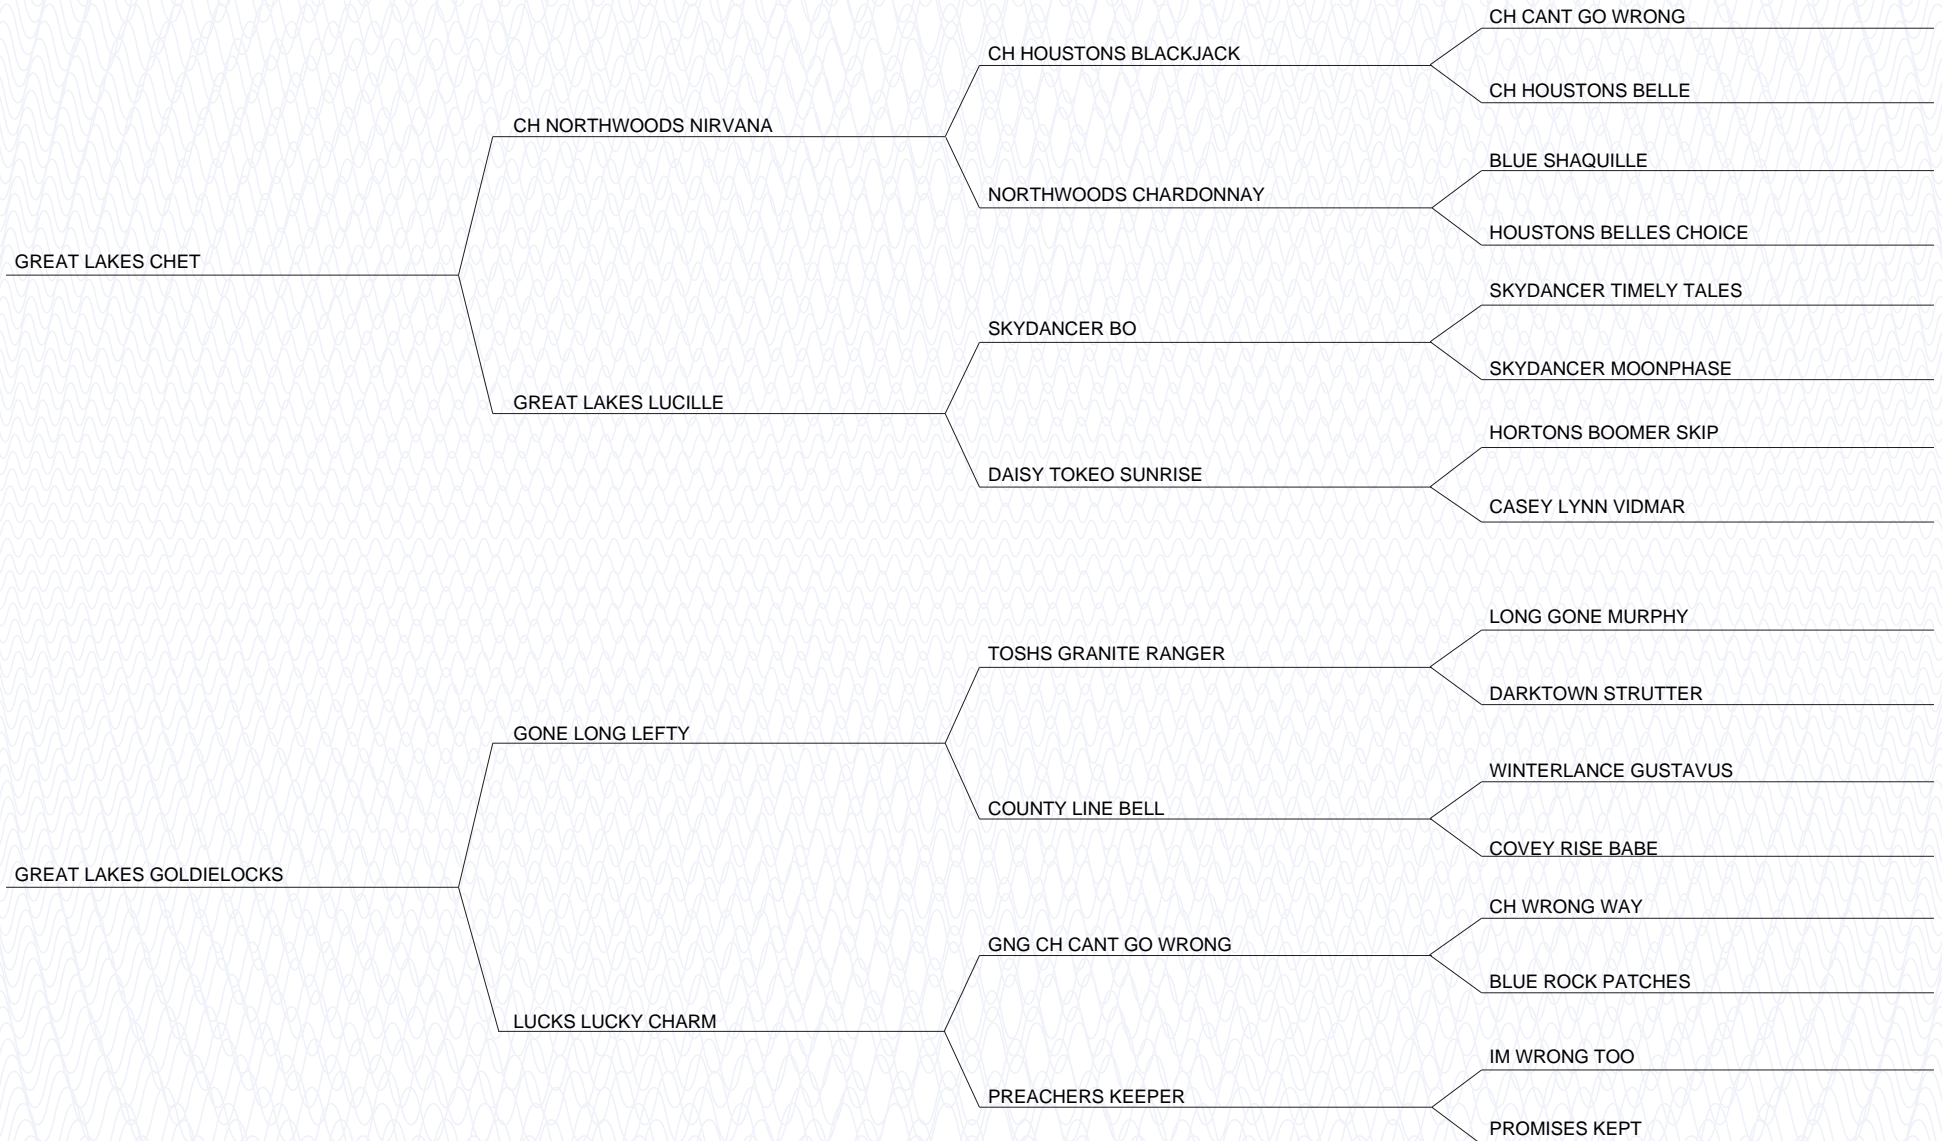 CH CANT GO WRONG
CH HOUSTONS BLACKJACK
CH HOUSTONS BELLE
CH NORTHWOODS NIRVANA
BLUE SHAQUILLE
NORTHWOODS CHARDONNAY
HOUSTONS BELLES CHOICE
GREAT LAKES CHET
SKYDANCER TIMELY TALES
SKYDANCER BO
SKYDANCER MOONPHASE
GREAT LAKES LUCILLE
HORTONS BOOMER SKIP
DAISY TOKEO SUNRISE
CASEY LYNN VIDMAR
LONG GONE MURPHY
TOSHS GRANITE RANGER
DARKTOWN STRUTTER
GONE LONG LEFTY
WINTERLANCE GUSTAVUS
COUNTY LINE BELL
COVEY RISE BABE
GREAT LAKES GOLDIELOCKS
CH WRONG WAY
GNG CH CANT GO WRONG
BLUE ROCK PATCHES
LUCKS LUCKY CHARM
IM WRONG TOO
PREACHERS KEEPER
PROMISES KEPT